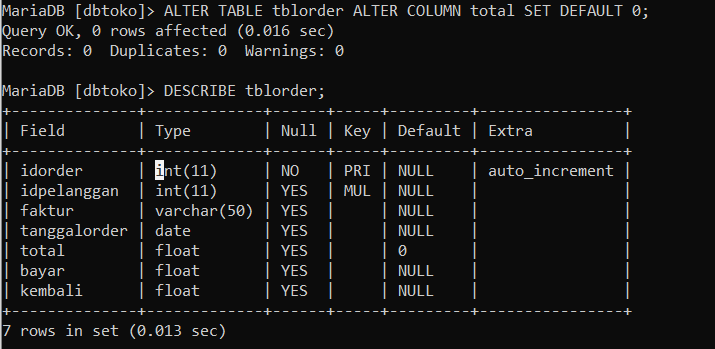 MariaDB [dbtoko]> ALTER TABLE tblorder ALTER COLUMN total SET DEFAULT 0;
Query OK, 0 rows affected (0.016 sec)
Records: 0  Duplicates: 0  Warnings: 0

MariaDB [dbtoko]> DESCRIBE tblorder;
+--------------+-------------+------+-----+---------+----------------+
| Field        | Type        | Null | Key | Default | Extra          |
+--------------+-------------+------+-----+---------+----------------+
| idorder      | int(11)     | NO   | PRI | NULL    | auto_increment |
| idpelanggan  | int(11)     | YES  | MUL | NULL    |                |
| faktur       | varchar(50) | YES  |     | NULL    |                |
| tanggalorder | date        | YES  |     | NULL    |                |
| total        | float       | YES  |     | 0       |                |
| bayar        | float       | YES  |     | NULL    |                |
| kembali      | float       | YES  |     | NULL    |                |
+--------------+-------------+------+-----+---------+----------------+
7 rows in set (0.013 sec)